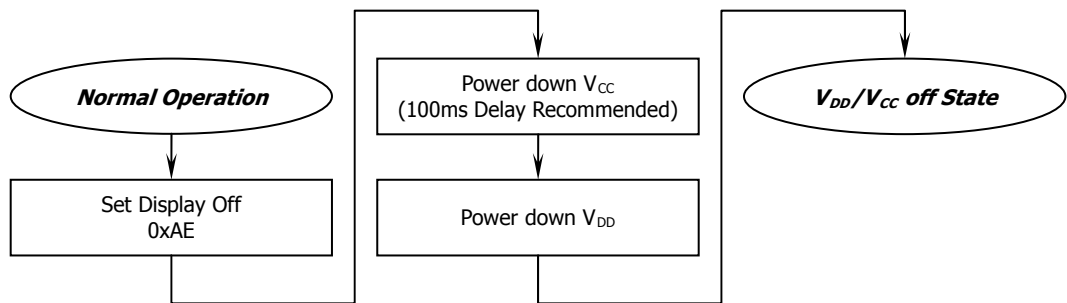 Normal Operation
Set Display Off
0xAE
Power down VCC
(100ms Delay Recommended)
Power down VDD
VDD/VCC off State